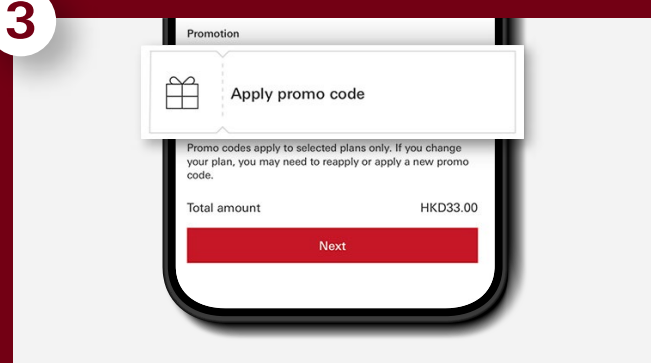 3
Promotion
Apply promo code
Promo codes apply to selected plans only. If you change
your plan, you may need to reapply or apply a new promo
code.
Total amount HKD33.00
Next